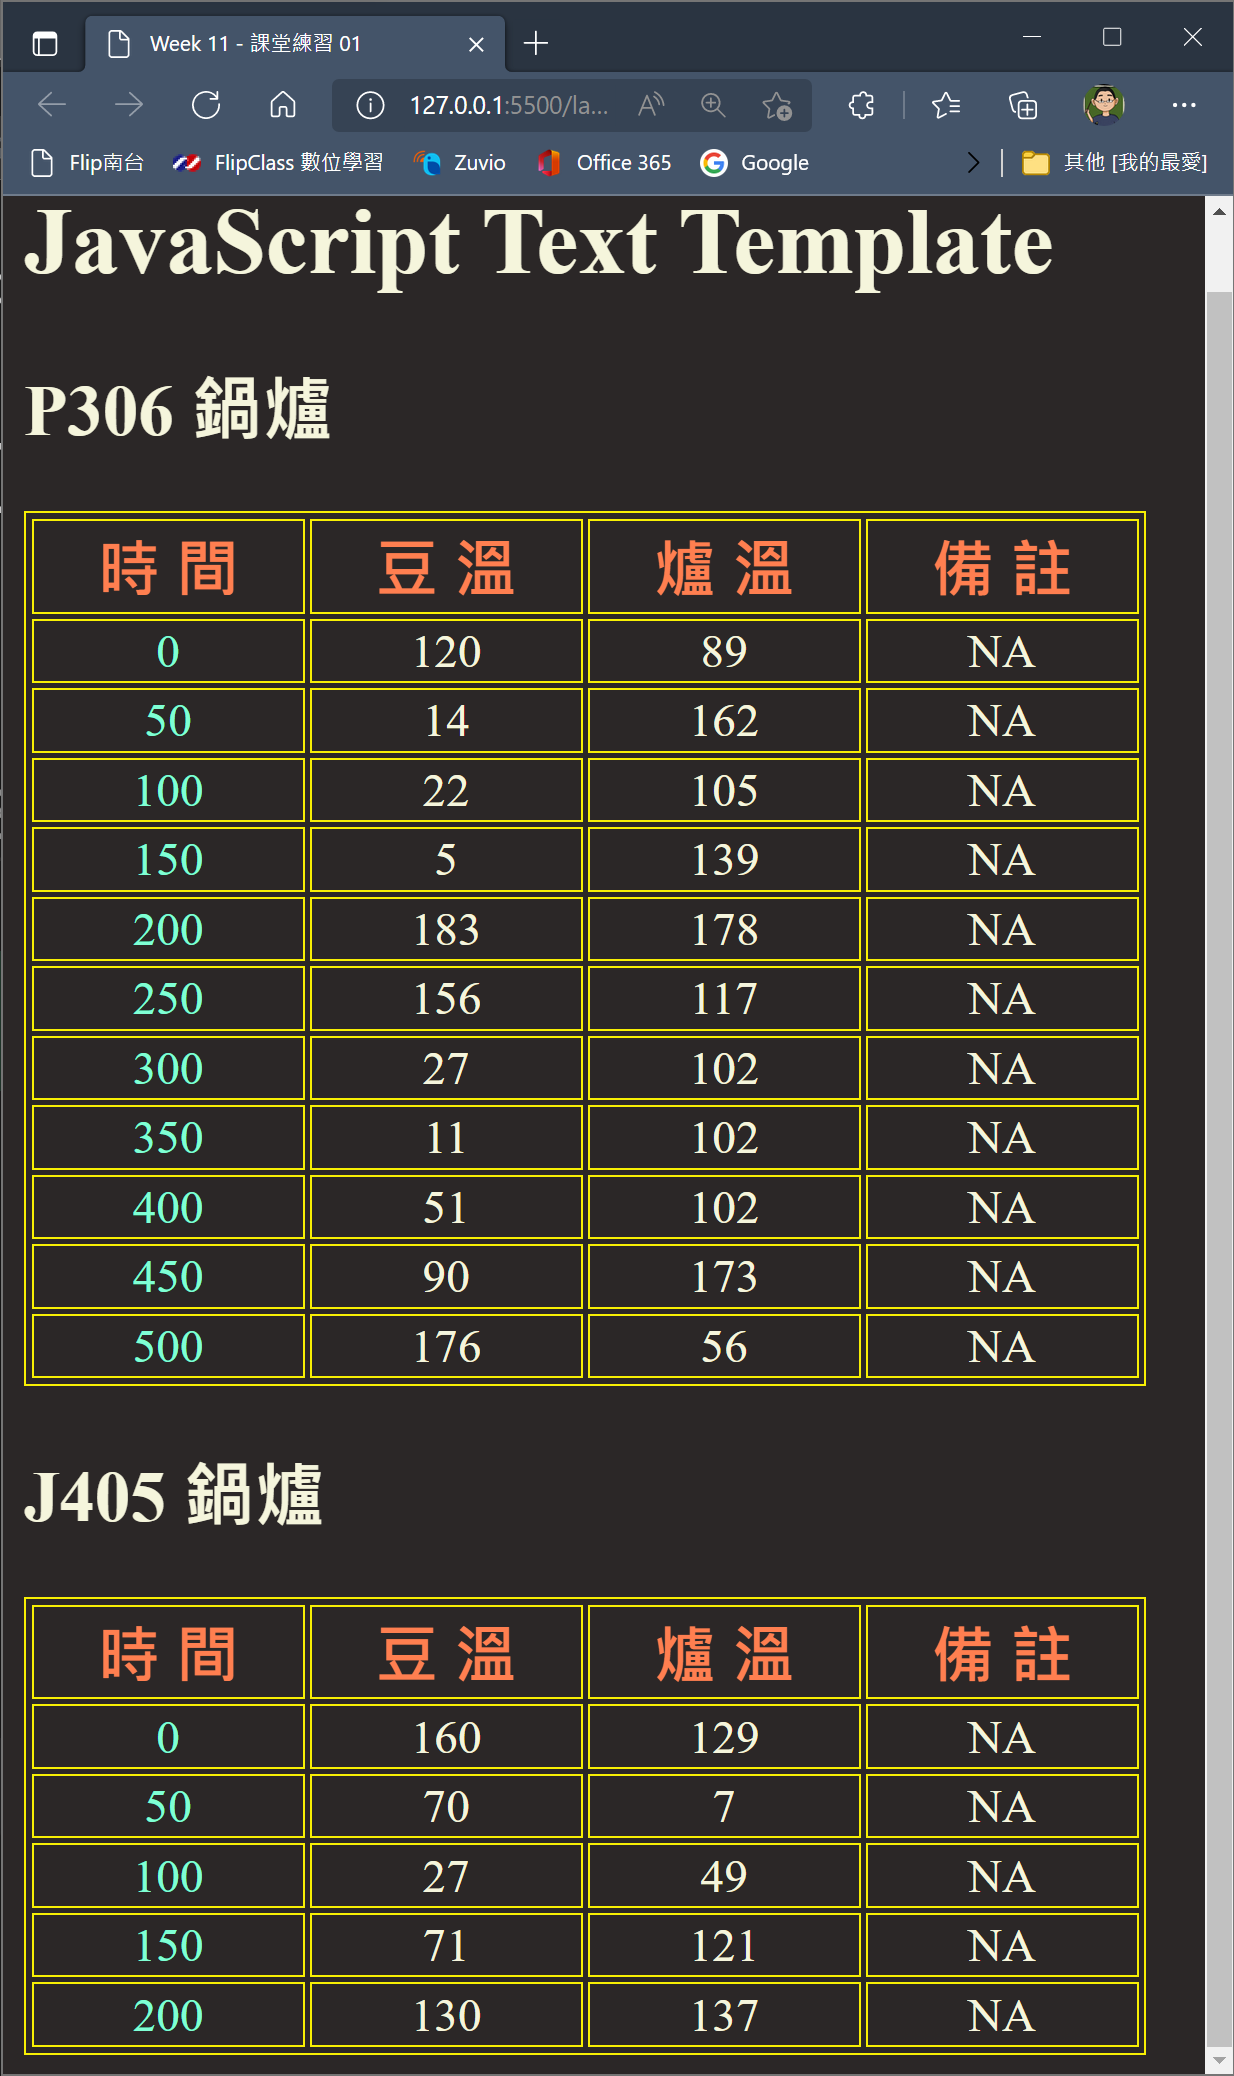 Week 11 - 課堂練習 01
127.0.0.1:5500/la...
Flip南台 FlipClass 數位學習 Zuvio Office 365 Google 其他 [我的最愛]
JavaScript Text Template
P306 鍋爐
時 間 豆 溫 爐 溫 備 註
0 120 89 NA
50 14 162 NA
100 22 105 NA
150 5 139 NA
200 183 178 NA
250 156 117 NA
300 27 102 NA
350 11 102 NA
400 51 102 NA
450 90 173 NA
500 176 56 NA
J405 鍋爐
時 間 豆 溫 爐 溫 備 註
0 160 129 NA
50 70 7 NA
100 27 49 NA
150 71 121 NA
200 130 137 NA